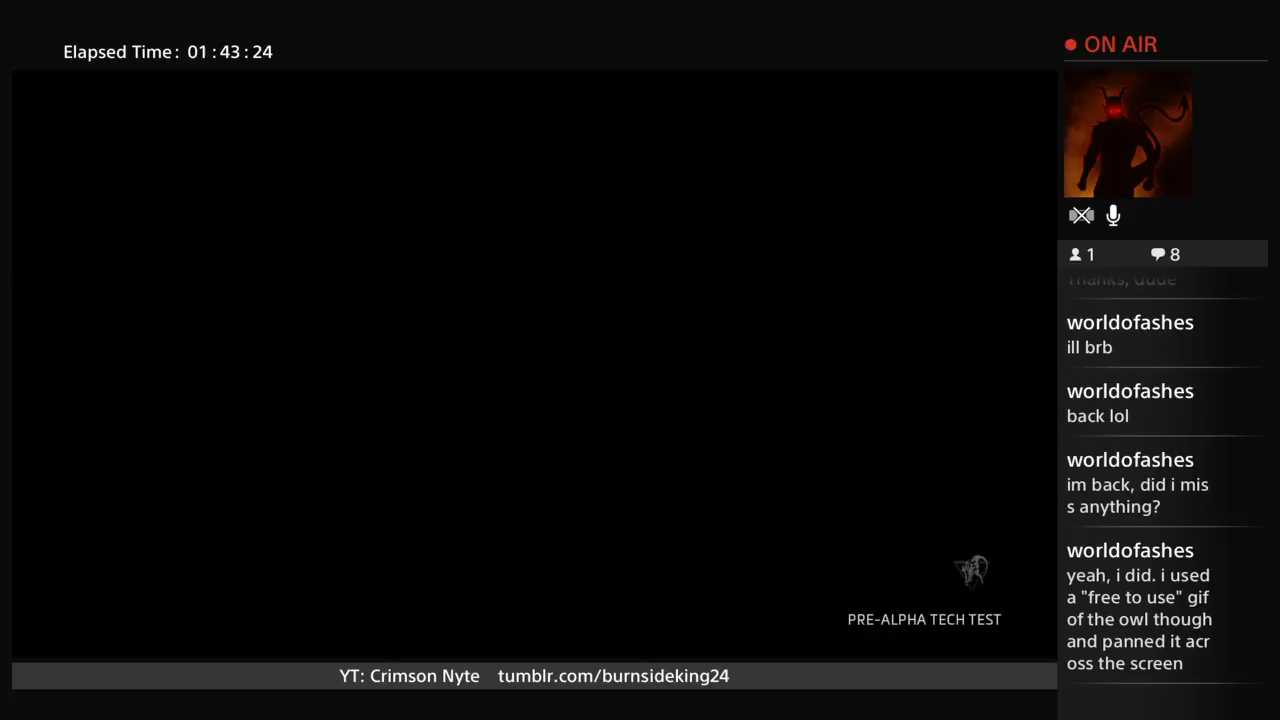 Elapsed Time: 01:43:24
ON AIR
1 8
Thanks, dude
worldofashes
ill brb
worldofashes
back lol
worldofashes
im back, did i mis
s anything?
worldofashes
yeah, i did. i used
a "free to use" gif
of the owl though
and panned it acr
oss the screen
PRE-ALPHA TECH TEST
YT: Crimson Nyte tumblr.com/burnsideking24